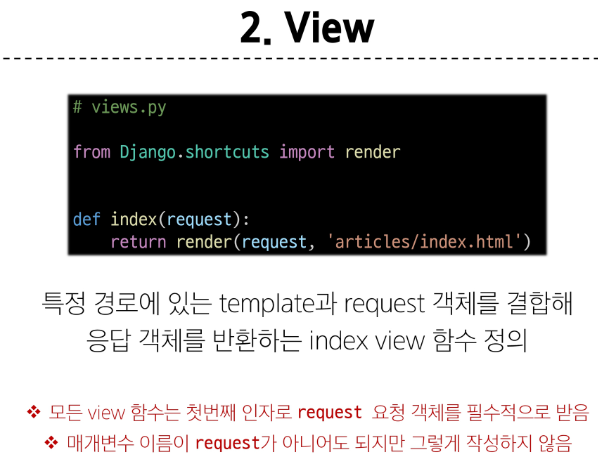 2. View
# views.py
from Django.shortcuts import render
def index(request):
    return render(request, 'articles/index.html')
특정 경로에 있는 template과 request 객체를 결합해
응답 객체를 반환하는 index view 함수 정의
❖ 모든 view 함수는 첫번째 인자로 request 요청 객체를 필수적으로 받음
❖ 매개변수 이름이 request가 아니어도 되지만 그렇게 작성하지 않음